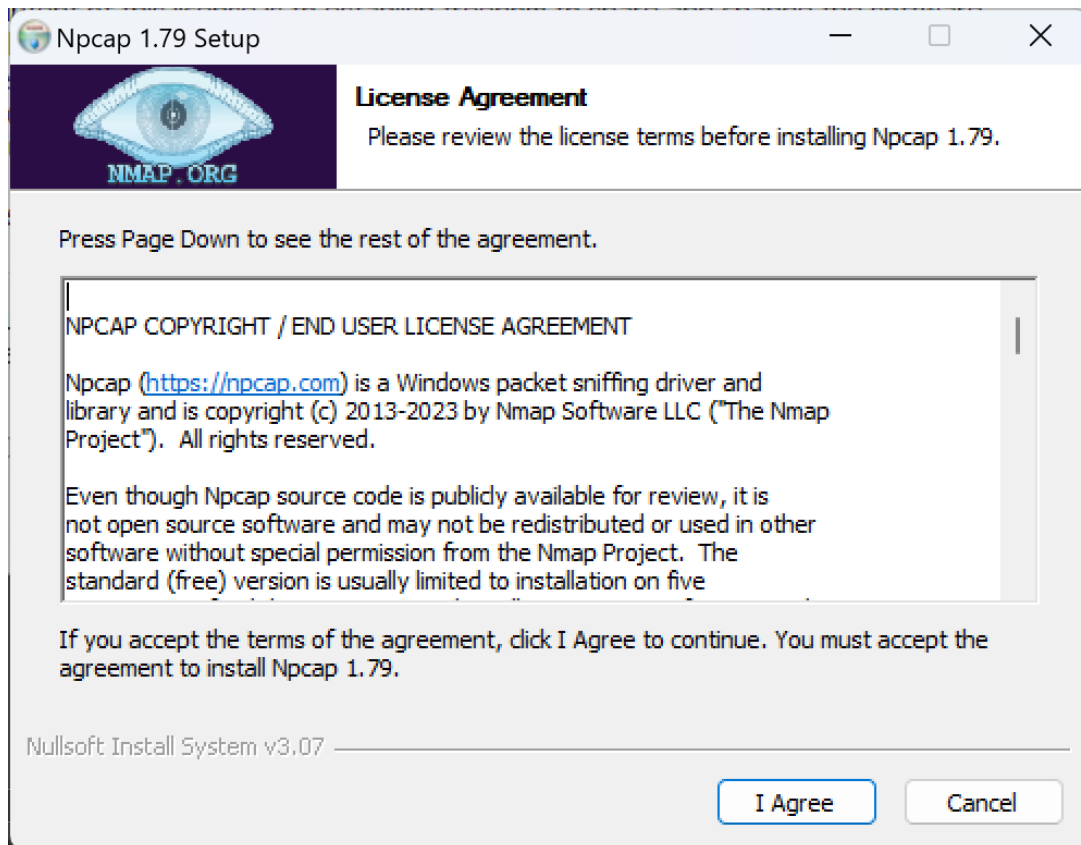 Npcap 1.79 Setup
NMAP.ORG
License Agreement
Please review the license terms before installing Npcap 1.79.
Press Page Down to see the rest of the agreement.
NPCAP COPYRIGHT / END USER LICENSE AGREEMENT
Npcap (https://npcap.com) is a Windows packet sniffing driver and
library and is copyright (c) 2013-2023 by Nmap Software LLC ("The Nmap
Project").  All rights reserved.
Even though Npcap source code is publicly available for review, it is
not open source software and may not be redistributed or used in other
software without special permission from the Nmap Project.  The
standard (free) version is usually limited to installation on five
If you accept the terms of the agreement, click I Agree to continue. You must accept the
agreement to install Npcap 1.79.
Nullsoft Install System v3.07
I Agree
Cancel